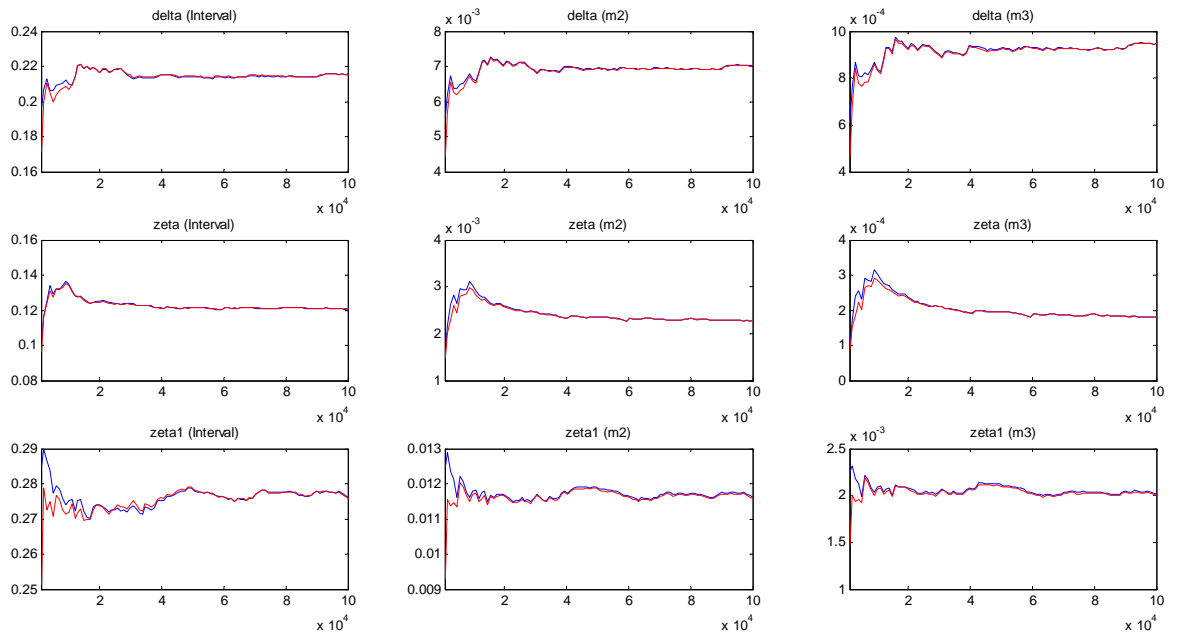 delta (Interval)
0.24
0.22
0.2
0.18
0.16
2 4 6 8 10
x 10^4
delta (m2)
x 10^-3
8
7
6
5
4
2 4 6 8 10
x 10^4
delta (m3)
x 10^-4
10
8
6
4
2 4 6 8 10
x 10^4
zeta (Interval)
0.16
0.14
0.12
0.1
0.08
2 4 6 8 10
x 10^4
zeta (m2)
x 10^-3
4
3
2
1
2 4 6 8 10
x 10^4
zeta (m3)
x 10^-4
4
3
2
1
0
2 4 6 8 10
x 10^4
zeta1 (Interval)
0.29
0.28
0.27
0.26
0.25
2 4 6 8 10
x 10^4
zeta1 (m2)
0.013
0.012
0.011
0.01
0.009
2 4 6 8 10
x 10^4
zeta1 (m3)
x 10^-3
2.5
2
1.5
1
2 4 6 8 10
x 10^4